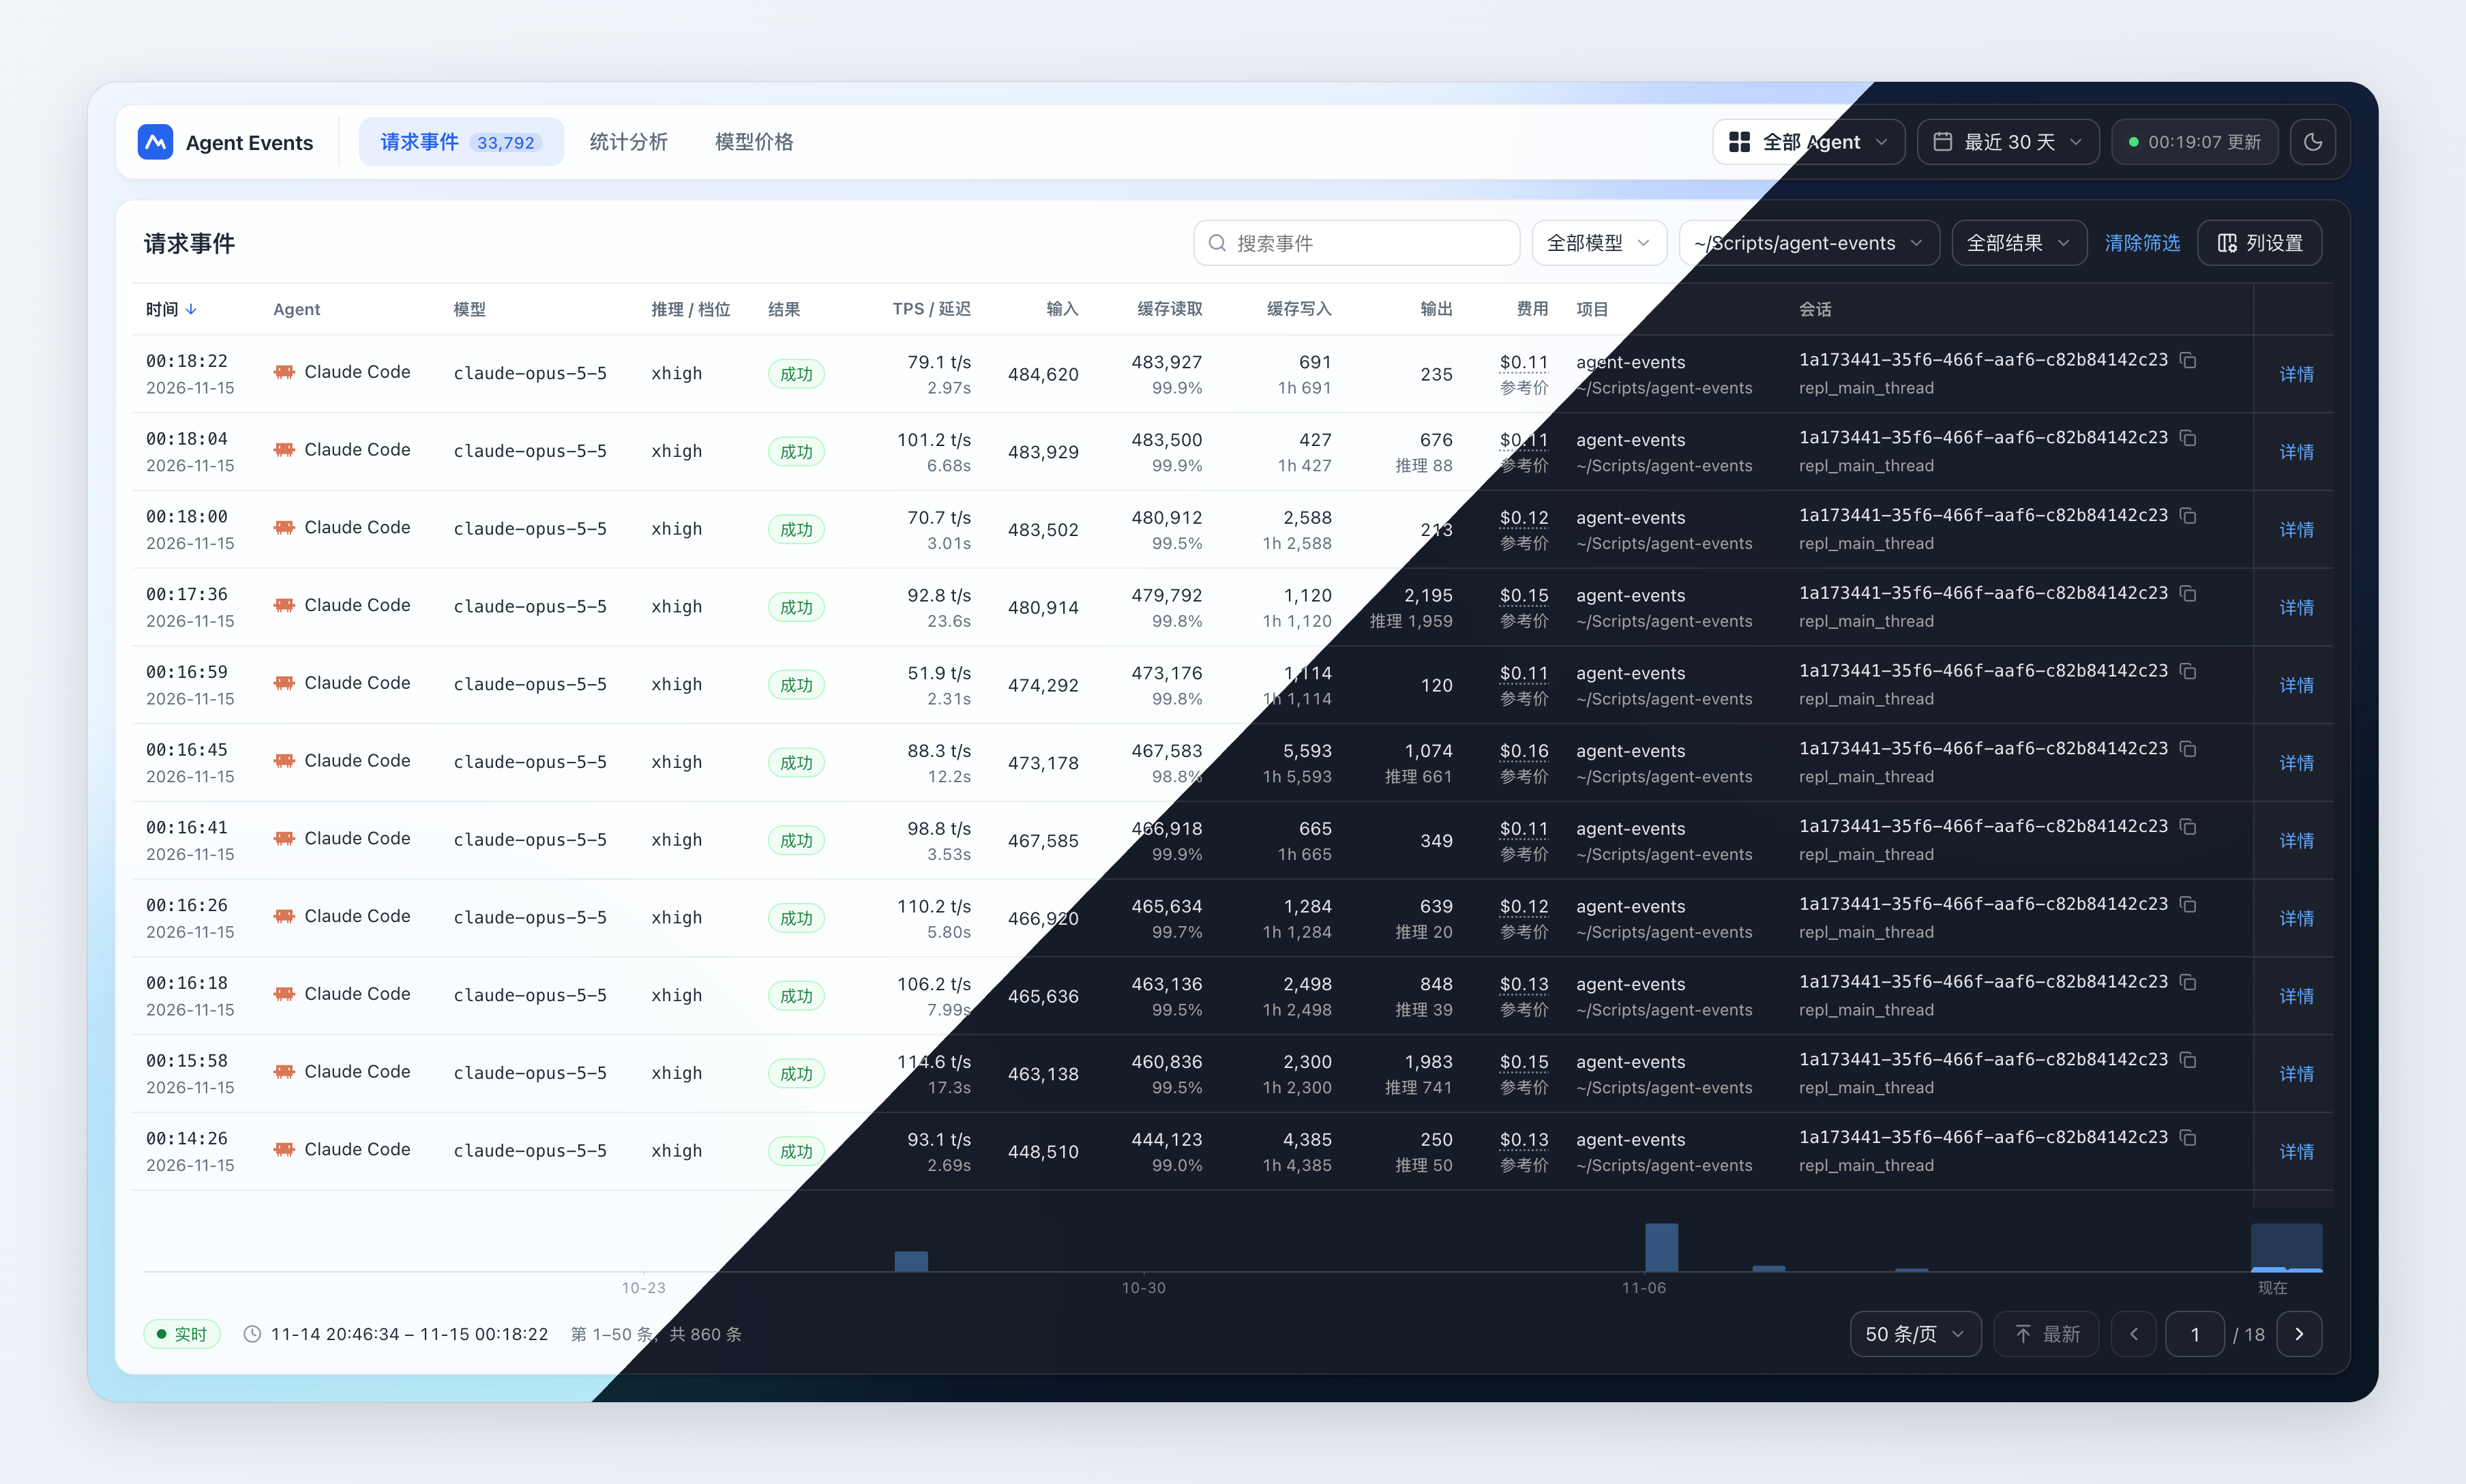 Agent Events 请求事件 33,792 统计分析 模型价格 全部 Agent 最近 30 天 00:19:07 更新
请求事件 搜索事件 全部模型 ~/Scripts/agent-events 全部结果 清除筛选 列设置
时间 Agent 模型 推理 / 档位 结果 TPS / 延迟 输入 缓存读取 缓存写入 输出 费用 项目 会话
00:18:22 Claude Code claude-opus-5-5 xhigh 成功 79.1 t/s 484,620 483,927 691 235 $0.11 agent-events 1a173441-35f6-466f-aaf6-c82b84142c23 详情
2026-11-15 2.97s 99.9% 1h 691 参考价 ~/Scripts/agent-events repl_main_thread
00:18:04 Claude Code claude-opus-5-5 xhigh 成功 101.2 t/s 483,929 483,500 427 676 $0.11 agent-events 1a173441-35f6-466f-aaf6-c82b84142c23 详情
2026-11-15 6.68s 99.9% 1h 427 推理 88 参考价 ~/Scripts/agent-events repl_main_thread
00:18:00 Claude Code claude-opus-5-5 xhigh 成功 70.7 t/s 483,502 480,912 2,588 213 $0.12 agent-events 1a173441-35f6-466f-aaf6-c82b84142c23 详情
2026-11-15 3.01s 99.5% 1h 2,588 参考价 ~/Scripts/agent-events repl_main_thread
00:17:36 Claude Code claude-opus-5-5 xhigh 成功 92.8 t/s 480,914 479,792 1,120 2,195 $0.15 agent-events 1a173441-35f6-466f-aaf6-c82b84142c23 详情
2026-11-15 23.6s 99.8% 1h 1,120 推理 1,959 参考价 ~/Scripts/agent-events repl_main_thread
00:16:59 Claude Code claude-opus-5-5 xhigh 成功 51.9 t/s 474,292 473,176 1,114 120 $0.11 agent-events 1a173441-35f6-466f-aaf6-c82b84142c23 详情
2026-11-15 2.31s 99.8% 1h 1,114 参考价 ~/Scripts/agent-events repl_main_thread
00:16:45 Claude Code claude-opus-5-5 xhigh 成功 88.3 t/s 473,178 467,583 5,593 1,074 $0.16 agent-events 1a173441-35f6-466f-aaf6-c82b84142c23 详情
2026-11-15 12.2s 98.8% 1h 5,593 推理 661 参考价 ~/Scripts/agent-events repl_main_thread
00:16:41 Claude Code claude-opus-5-5 xhigh 成功 98.8 t/s 467,585 466,918 665 349 $0.11 agent-events 1a173441-35f6-466f-aaf6-c82b84142c23 详情
2026-11-15 3.53s 99.9% 1h 665 参考价 ~/Scripts/agent-events repl_main_thread
00:16:26 Claude Code claude-opus-5-5 xhigh 成功 110.2 t/s 466,920 465,634 1,284 639 $0.12 agent-events 1a173441-35f6-466f-aaf6-c82b84142c23 详情
2026-11-15 5.80s 99.7% 1h 1,284 推理 20 参考价 ~/Scripts/agent-events repl_main_thread
00:16:18 Claude Code claude-opus-5-5 xhigh 成功 106.2 t/s 465,636 463,136 2,498 848 $0.13 agent-events 1a173441-35f6-466f-aaf6-c82b84142c23 详情
2026-11-15 7.99s 99.5% 1h 2,498 推理 39 参考价 ~/Scripts/agent-events repl_main_thread
00:15:58 Claude Code claude-opus-5-5 xhigh 成功 114.6 t/s 463,138 460,836 2,300 1,983 $0.15 agent-events 1a173441-35f6-466f-aaf6-c82b84142c23 详情
2026-11-15 17.3s 99.5% 1h 2,300 推理 741 参考价 ~/Scripts/agent-events repl_main_thread
00:14:26 Claude Code claude-opus-5-5 xhigh 成功 93.1 t/s 448,510 444,123 4,385 250 $0.13 agent-events 1a173441-35f6-466f-aaf6-c82b84142c23 详情
2026-11-15 2.69s 99.0% 1h 4,385 推理 50 参考价 ~/Scripts/agent-events repl_main_thread
10-23 10-30 11-06 现在
实时 11-14 20:46:34 – 11-15 00:18:22 第 1–50 条，共 860 条 50 条/页 最新 1 / 18